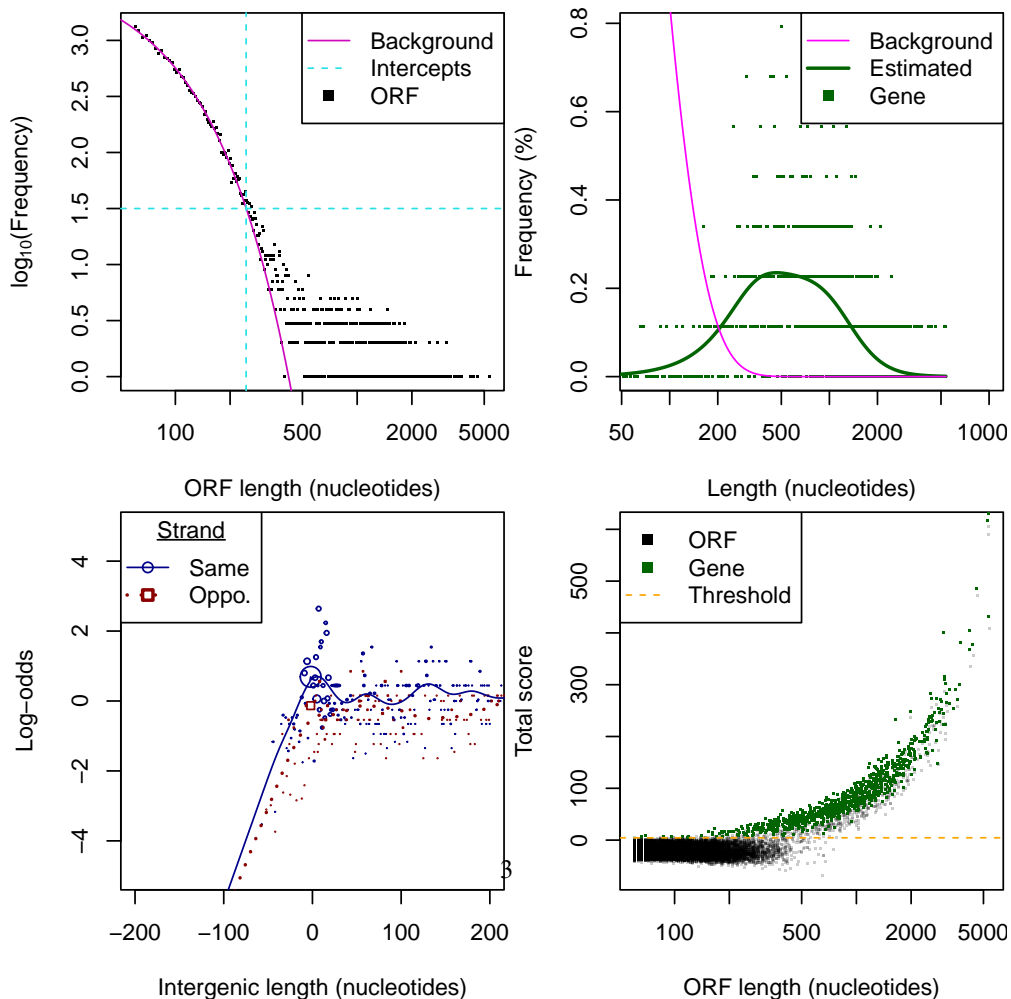 log10(Frequency)
3.0
2.5
2.0
1.5
1.0
0.5
0.0
Background
Intercepts
ORF
100 500 2000 5000
ORF length (nucleotides)
Frequency (%)
0.8
0.6
0.4
0.2
0.0
Background
Estimated
Gene
50 200 500 2000 1000
Length (nucleotides)
Log−odds
4
2
0
−2
−4
Strand
Same
Oppo.
3
−200 −100 0 100 200
Intergenic length (nucleotides)
Total score
500
300
100
0
ORF
Gene
Threshold
100 500 2000 5000
ORF length (nucleotides)